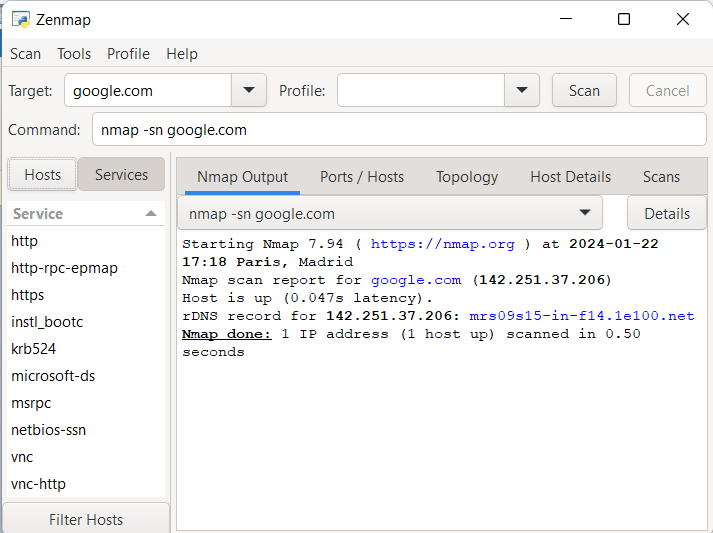 Zenmap
Scan Tools Profile Help
Target: google.com Profile: Scan Cancel
Command: nmap -sn google.com
Hosts Services
Nmap Output Ports / Hosts Topology Host Details Scans
Service
http
http-rpc-epmap
https
instl_bootc
krb524
microsoft-ds
msrpc
netbios-ssn
vnc
vnc-http
Filter Hosts
nmap -sn google.com Details
Starting Nmap 7.94 ( https://nmap.org ) at 2024-01-22
17:18 Paris, Madrid
Nmap scan report for google.com (142.251.37.206)
Host is up (0.047s latency).
rDNS record for 142.251.37.206: mrs09s15-in-f14.1e100.net
Nmap done: 1 IP address (1 host up) scanned in 0.50
seconds